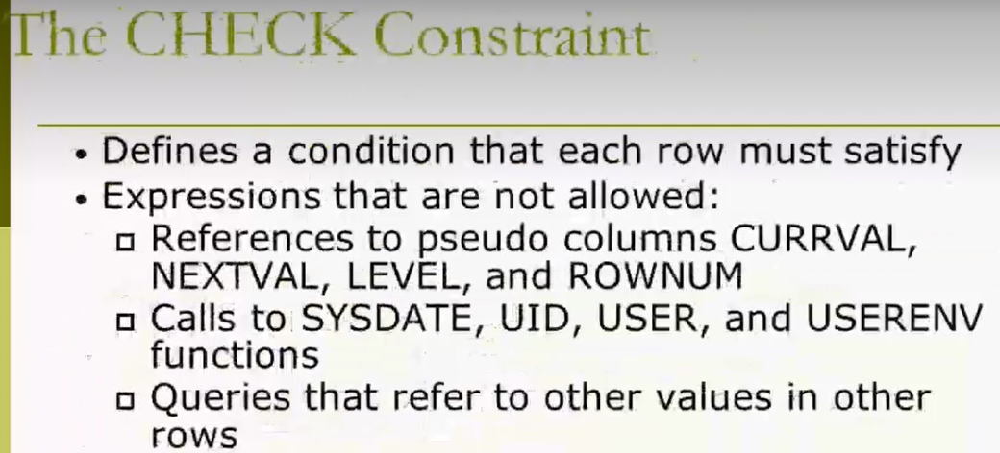 The CHECK Constraint
• Defines a condition that each row must satisfy
• Expressions that are not allowed:
References to pseudo columns CURRVAL,
NEXTVAL, LEVEL, and ROWNUM
Calls to SYSDATE, UID, USER, and USERENV
functions
Queries that refer to other values in other
rows